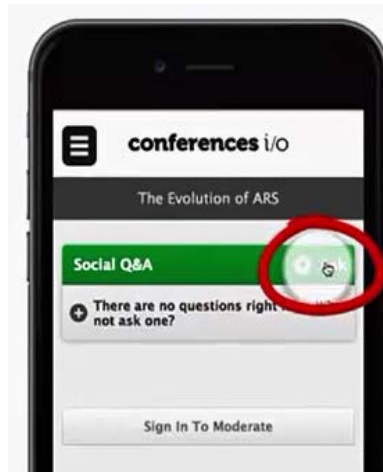 conferences i/o
The Evolution of ARS
Social Q&A
There are no questions right
not ask one?
Sign In To Moderate